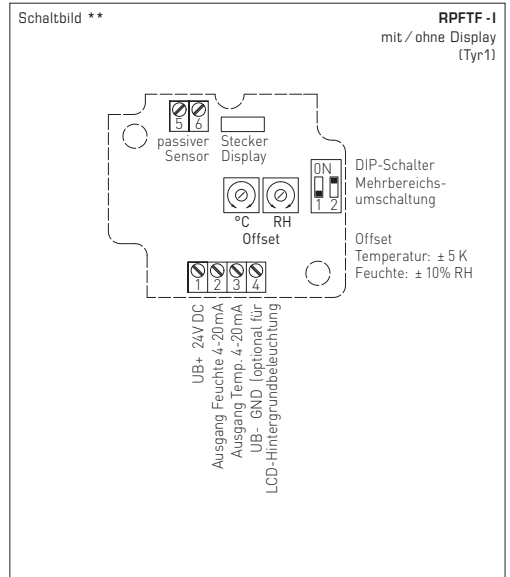 Schaltbild **
RPFTF - I
mit / ohne Display
(Tyr1)
5 6
passiver
Sensor
Stecker
Display
ON
1 2
DIP-Schalter
Mehrbereichs-
umschaltung
°C RH
Offset
Offset
Temperatur: ± 5 K
Feuchte: ± 10% RH
1 2 3 4
UB+ 24V DC
Ausgang Feuchte 4-20mA
Ausgang Temp. 4-20mA
UB- GND (optional für
LCD-Hintergrundbeleuchtung